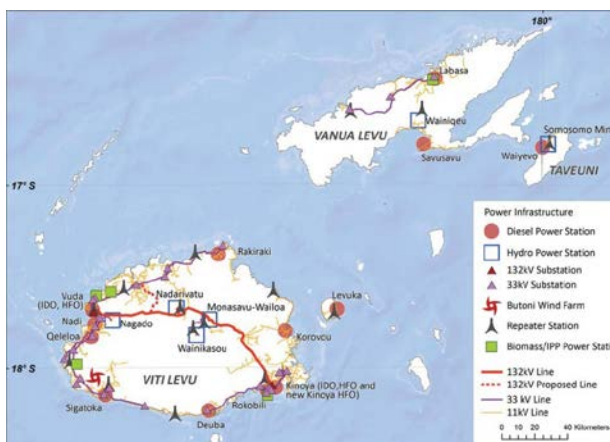 180°
Labasa
VANUA LEVU
Wainiqeu
Somosomo Min
Savusavu
Waiyevo
TAVEUNI
17° S
Rakiraki
Vuda
(IDO, HFO)
Nadarivatu
Monasavu-Wailoa
Levuka
Nadi
Nagado
Qeleloa
Wainikasou
Korovou
18° S
VITI LEVU
Kinoya (IDO,HFO and
new Kinoya HFO)
Rokobili
Sigatoka
Deuba
Power Infrastructure
Diesel Power Station
Hydro Power Station
132kV Substation
33kV Substation
Butoni Wind Farm
Repeater Station
Biomass/IPP Power Stati
132kV Line
132kV Proposed Line
33 kV Line
11kV Line
0 10 20 40 Kilometers